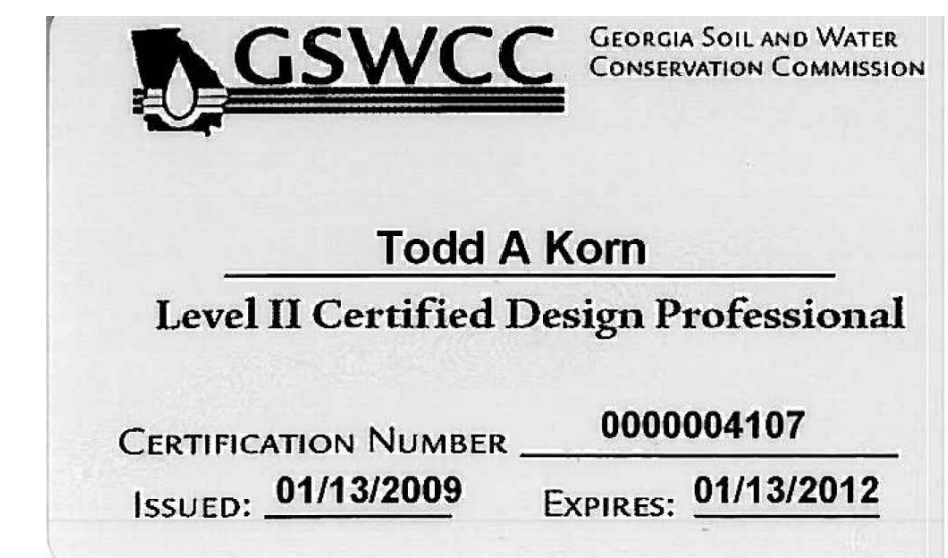 GSWCC
GEORGIA SOIL AND WATER
CONSERVATION COMMISSION
Todd A Korn
Level II Certified Design Professional
CERTIFICATION NUMBER 0000004107
ISSUED: 01/13/2009 EXPIRES: 01/13/2012